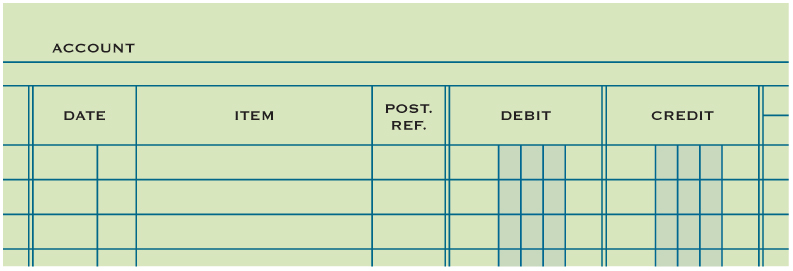 ACCOUNT
DATE ITEM POST. REF. DEBIT CREDIT